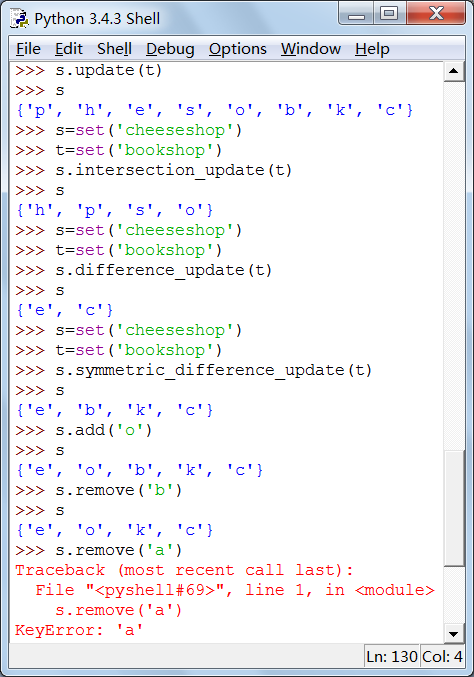 Python 3.4.3 Shell
File Edit Shell Debug Options Window Help
>>> s.update(t)
>>> s
{'p', 'h', 'e', 's', 'o', 'b', 'k', 'c'}
>>> s=set('cheeseshop')
>>> t=set('bookshop')
>>> s.intersection_update(t)
>>> s
{'h', 'p', 's', 'o'}
>>> s=set('cheeseshop')
>>> t=set('bookshop')
>>> s.difference_update(t)
>>> s
{'e', 'c'}
>>> s=set('cheeseshop')
>>> t=set('bookshop')
>>> s.symmetric_difference_update(t)
>>> s
{'e', 'b', 'k', 'c'}
>>> s.add('o')
>>> s
{'e', 'o', 'b', 'k', 'c'}
>>> s.remove('b')
>>> s
{'e', 'o', 'k', 'c'}
>>> s.remove('a')
Traceback (most recent call last):
  File "<pyshell#69>", line 1, in <module>
    s.remove('a')
KeyError: 'a'
Ln: 130 Col: 4